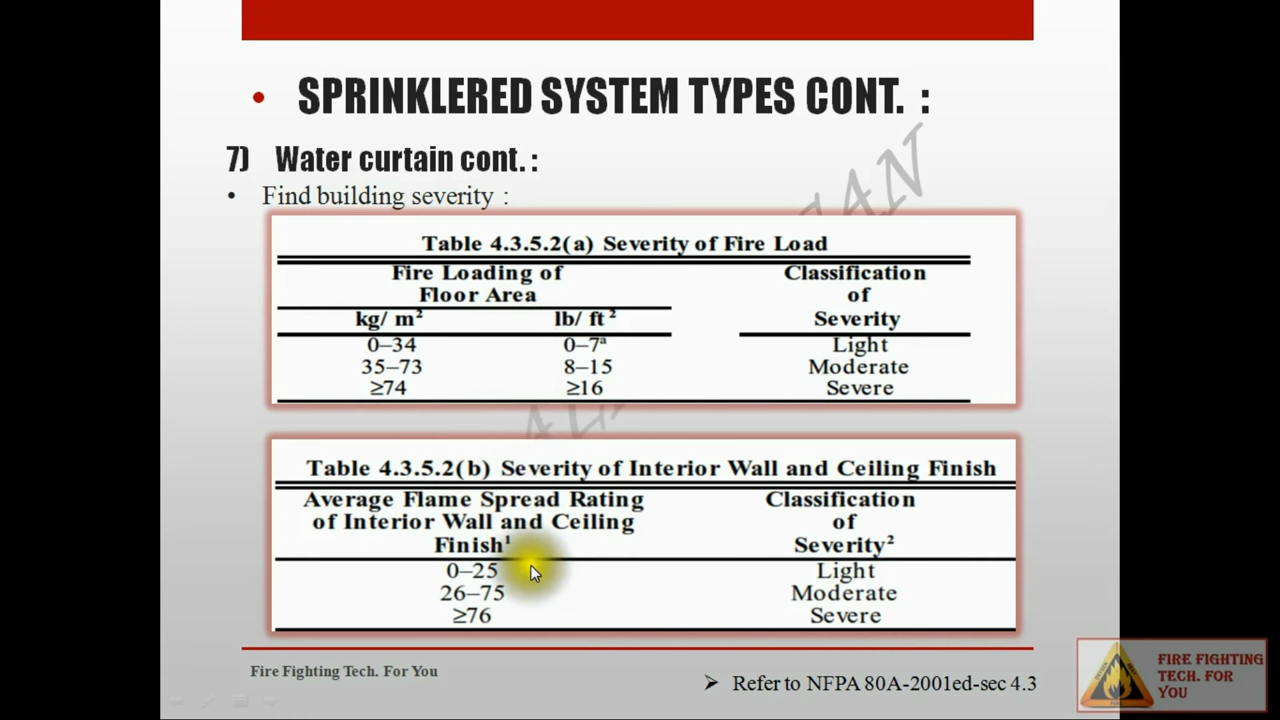 • SPRINKLERED SYSTEM TYPES CONT. :
7) Water curtain cont. :
• Find building severity :
Table 4.3.5.2(a) Severity of Fire Load
Fire Loading of Floor Area
Classification of Severity
kg/ m² lb/ ft ²
0–34 0–7ª Light
35–73 8–15 Moderate
≥74 ≥16 Severe
Table 4.3.5.2(b) Severity of Interior Wall and Ceiling Finish
Average Flame Spread Rating Classification
of Interior Wall and Ceiling of
Finish¹ Severity²
0–25 Light
26–75 Moderate
≥76 Severe
Fire Fighting Tech. For You
➢ Refer to NFPA 80A-2001ed-sec 4.3
FIRE FIGHTING
TECH. FOR
YOU